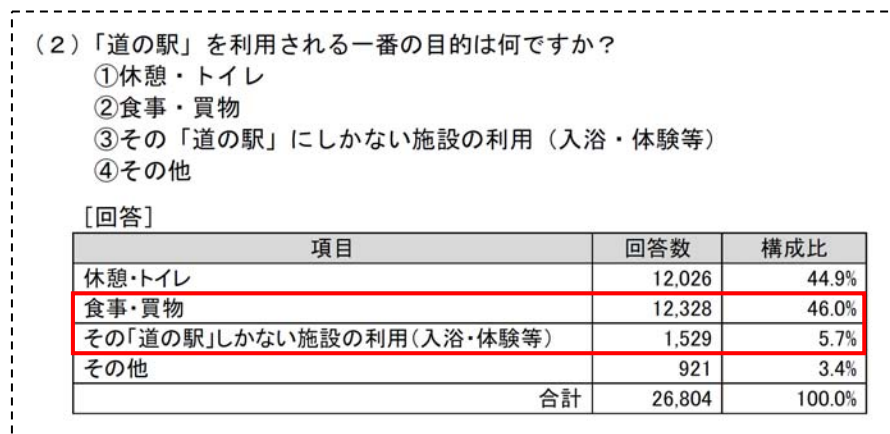 (2)「道の駅」を利用される一番の目的は何ですか?
①休憩・トイレ
②食事・買物
③その「道の駅」にしかない施設の利用(入浴・体験等)
④その他
[回答]
項目 回答数 構成比
休憩・トイレ 12,026 44.9%
食事・買物 12,328 46.0%
その「道の駅」しかない施設の利用(入浴・体験等) 1,529 5.7%
その他 921 3.4%
合計 26,804 100.0%